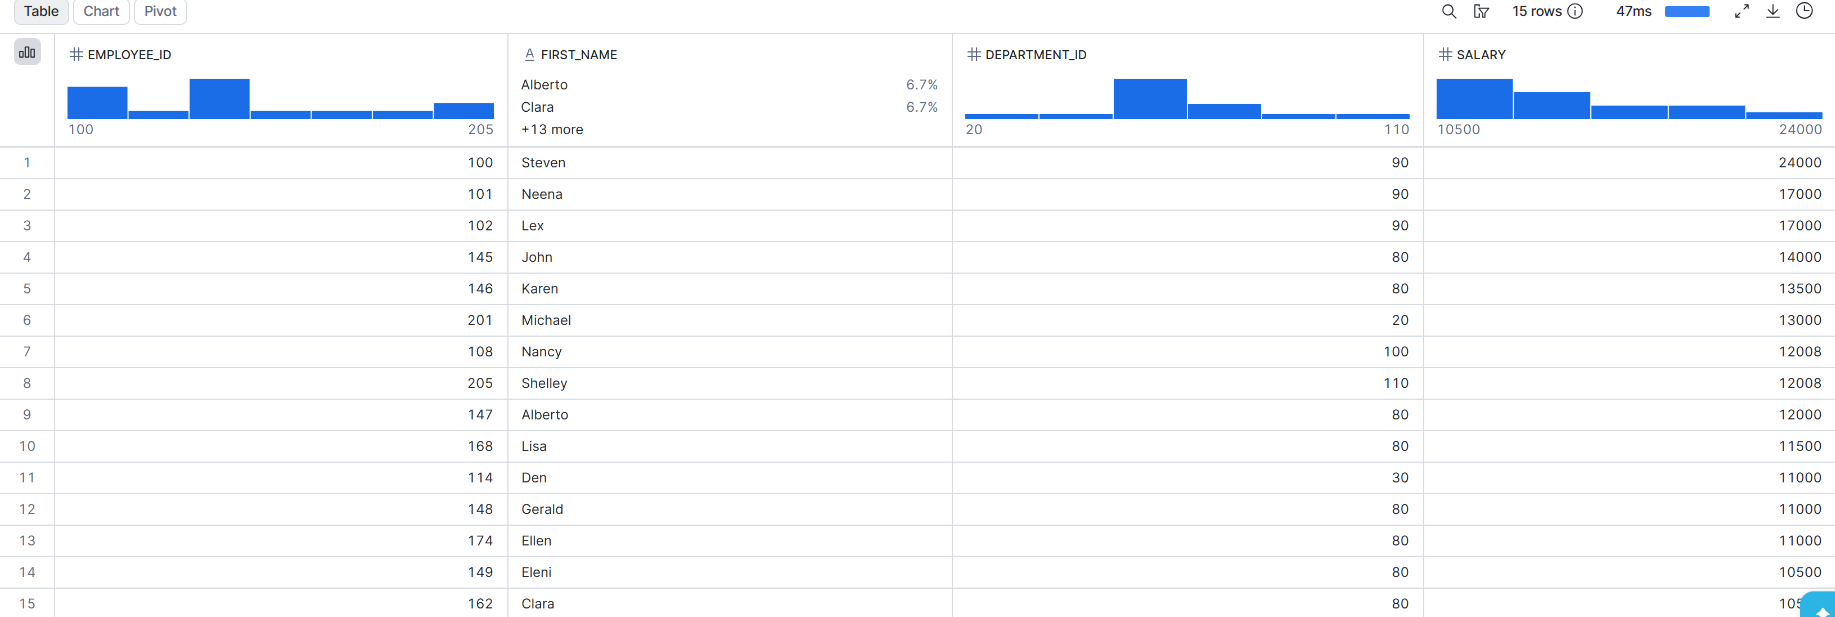 Table Chart Pivot 15 rows 47ms
EMPLOYEE_ID FIRST_NAME DEPARTMENT_ID SALARY
Alberto 6.7%
Clara 6.7%
100 205 +13 more 20 110 10500 24000
1 100 Steven 90 24000
2 101 Neena 90 17000
3 102 Lex 90 17000
4 145 John 80 14000
5 146 Karen 80 13500
6 201 Michael 20 13000
7 108 Nancy 100 12008
8 205 Shelley 110 12008
9 147 Alberto 80 12000
10 168 Lisa 80 11500
11 114 Den 30 11000
12 148 Gerald 80 11000
13 174 Ellen 80 11000
14 149 Eleni 80 10500
15 162 Clara 80